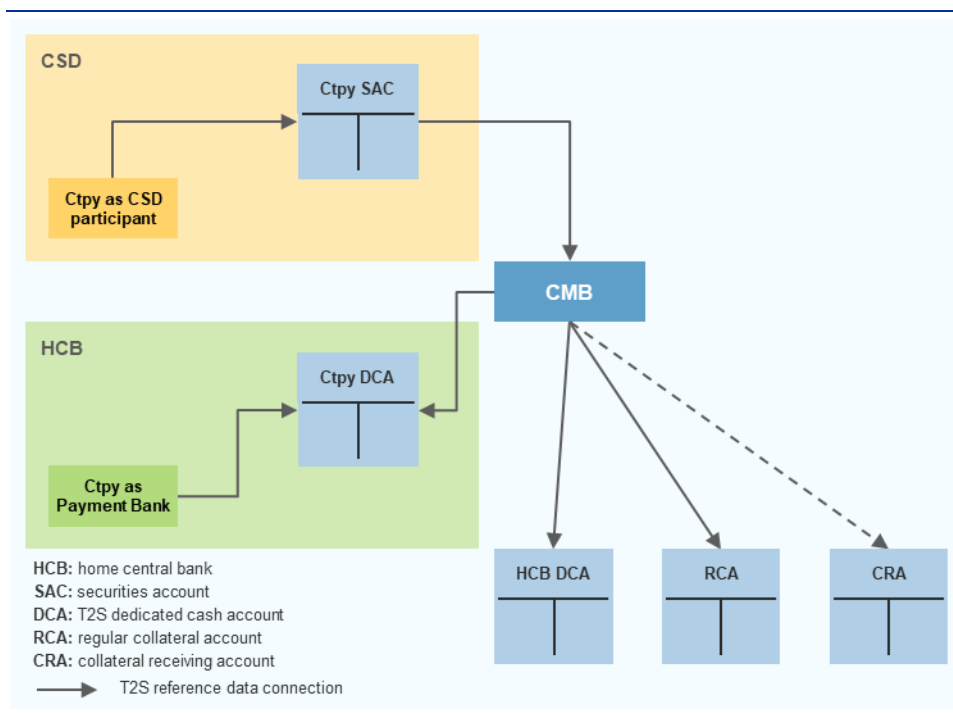 CSD
Ctpy SAC
Ctpy as CSD
participant
CMB
HCB
Ctpy DCA
Ctpy as
Payment Bank
HCB DCA
RCA
CRA
HCB: home central bank
SAC: securities account
DCA: T2S dedicated cash account
RCA: regular collateral account
CRA: collateral receiving account
T2S reference data connection